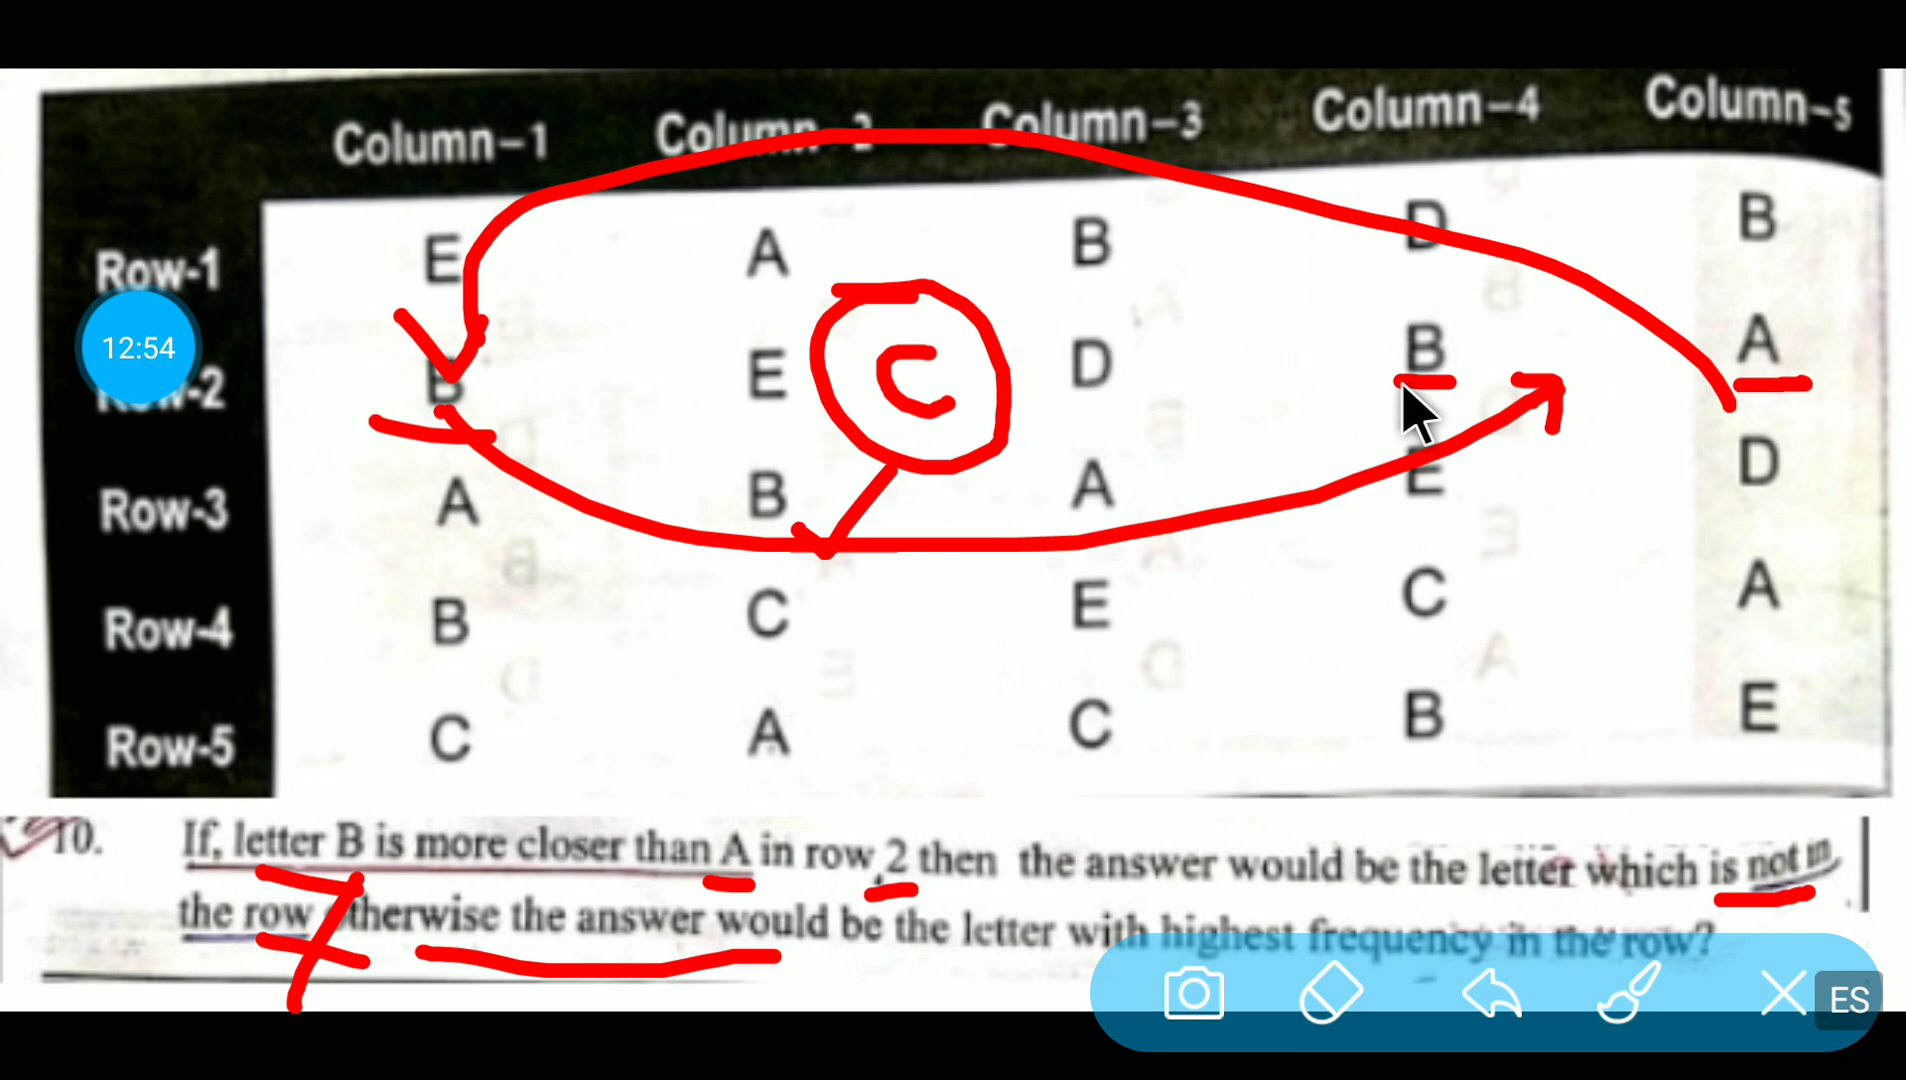 Column-1 Column-2 Column-3 Column-4 Column-5
Row-1 E A B D B
12:54
Row-2 B E C D B A
Row-3 A B A E D
Row-4 B C E C A
Row-5 C A C B E
10. If, letter B is more closer than A in row 2 then the answer would be the letter which is not in
the row otherwise the answer would be the letter with highest frequency in the row?
ES